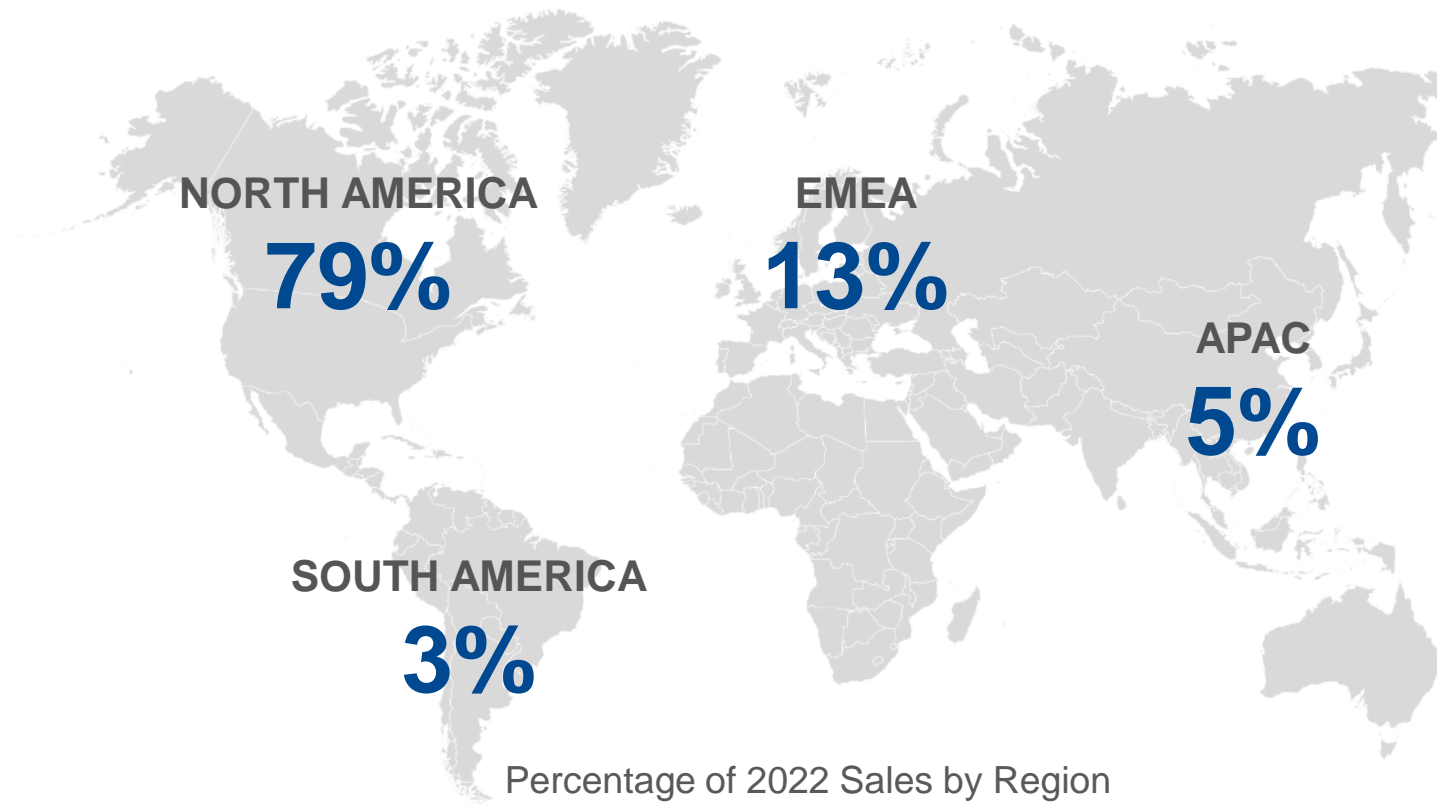 NORTH AMERICA
79%
EMEA
13%
APAC
5%
SOUTH AMERICA
3%
Percentage of 2022 Sales by Region